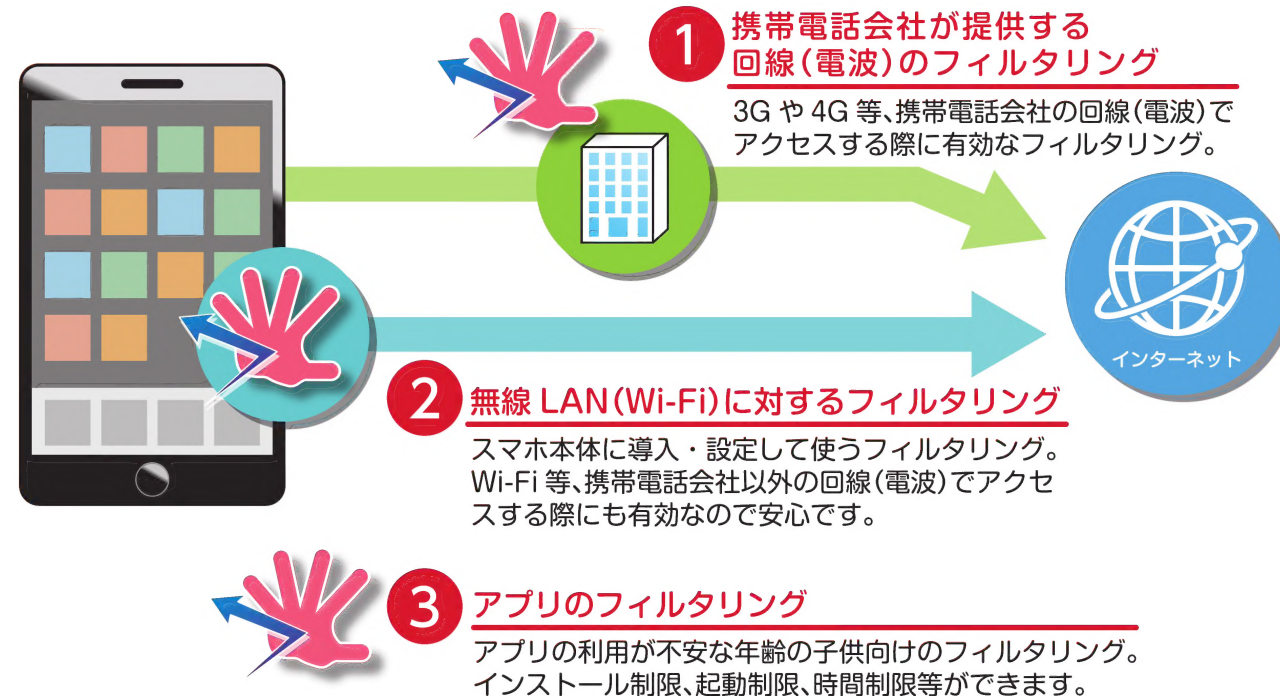 1 携帯電話会社が提供する
回線(電波)のフィルタリング
3G や 4G 等、携帯電話会社の回線(電波)で
アクセスする際に有効なフィルタリング。
インターネット
2 無線 LAN(Wi-Fi)に対するフィルタリング
スマホ本体に導入・設定して使うフィルタリング。
Wi-Fi 等、携帯電話会社以外の回線(電波)でアクセ
スする際にも有効なので安心です。
3 アプリのフィルタリング
アプリの利用が不安な年齢の子供向けのフィルタリング。
インストール制限、起動制限、時間制限等ができます。